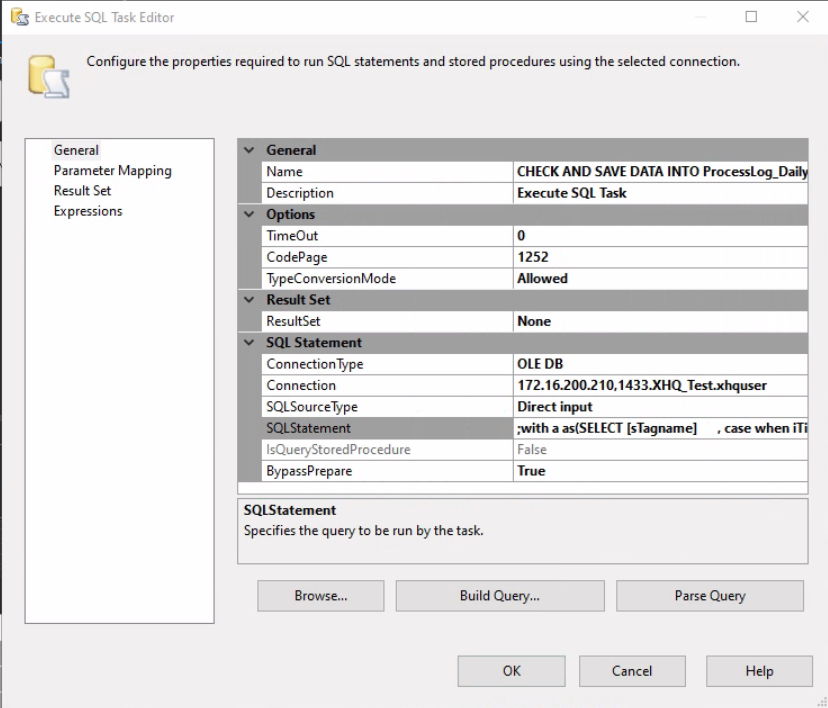 Execute SQL Task Editor
Configure the properties required to run SQL statements and stored procedures using the selected connection.
General
Parameter Mapping
Result Set
Expressions
General
Name CHECK AND SAVE DATA INTO ProcessLog_Daily
Description Execute SQL Task
Options
TimeOut 0
CodePage 1252
TypeConversionMode Allowed
Result Set
ResultSet None
SQL Statement
ConnectionType OLE DB
Connection 172.16.200.210,1433.XHQ_Test.xhquser
SQLSourceType Direct input
SQLStatement ;with a as(SELECT [sTagname] , case when iTi
IsQueryStoredProcedure False
BypassPrepare True
SQLStatement
Specifies the query to be run by the task.
Browse... Build Query... Parse Query
OK Cancel Help